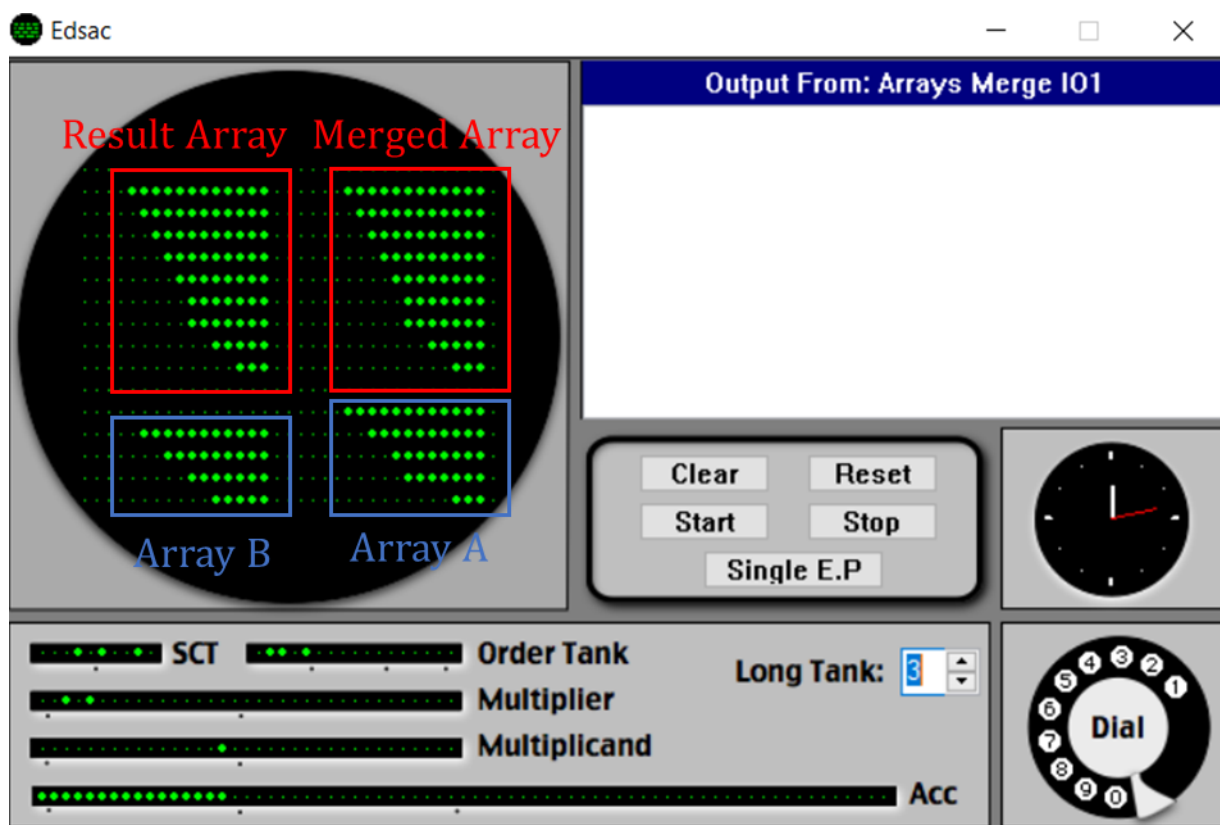 Edsac
Output From: Arrays Merge IO1
Result Array
Merged Array
Array B
Array A
Clear
Reset
Start
Stop
Single E.P
SCT
Order Tank
Long Tank: 3
Multiplier
Multiplicand
Acc
1
2
3
4
5
6
7
8
9
0
Dial